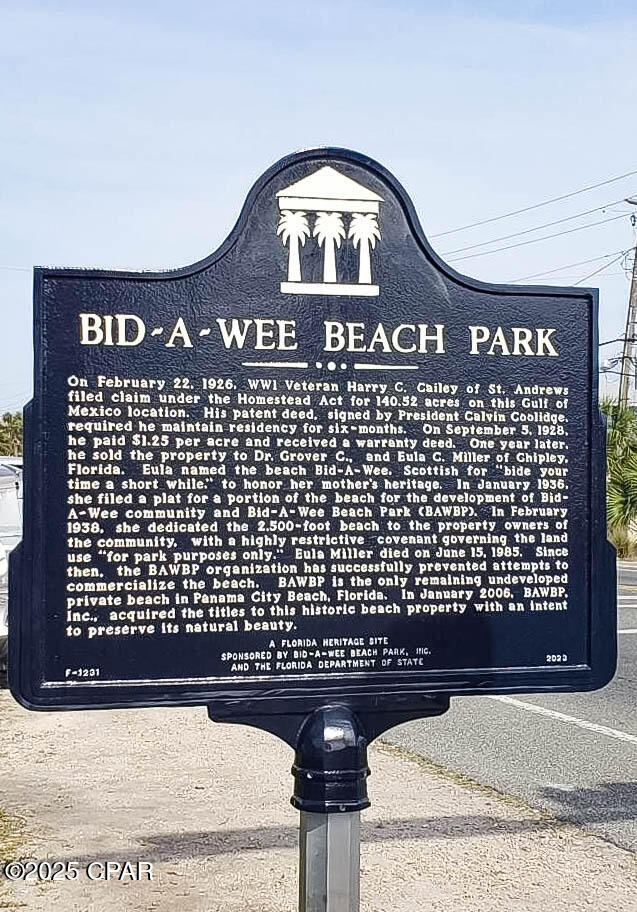 BID-A-WEE BEACH PARK
On February 22, 1926, WW1 Veteran Harry C. Cailey of St. Andrews
filed claim under the Homestead Act for 140.52 acres on this Gulf of
Mexico location. His patent deed, signed by President Calvin Coolidge,
required he maintain residency for six-months. On September 5, 1928,
he paid $1.25 per acre and received a warranty deed. One year later,
he sold the property to Dr. Grover C., and Eula C. Miller of Chipley,
Florida. Eula named the beach Bid-A-Wee, Scottish for "bide your
time a short while," to honor her mother's heritage. In January 1936,
she filed a plat for a portion of the beach for the development of Bid-
A-Wee community and Bid-A-Wee Beach Park (BAWBP). In February
1938, she dedicated the 2,500-foot beach to the property owners of
the community, with a highly restrictive covenant governing the land
use "for park purposes only." Eula Miller died on June 15, 1985. Since
then, the BAWBP organization has successfully prevented attempts to
commercialize the beach. BAWBP is the only remaining undeveloped
private beach in Panama City Beach, Florida. In January 2006, BAWBP,
Inc., acquired the titles to this historic beach property with an intent
to preserve its natural beauty.
A FLORIDA HERITAGE SITE
SPONSORED BY BID-A-WEE BEACH PARK, INC.
AND THE FLORIDA DEPARTMENT OF STATE
F-1231
2023
©2025 CPAR